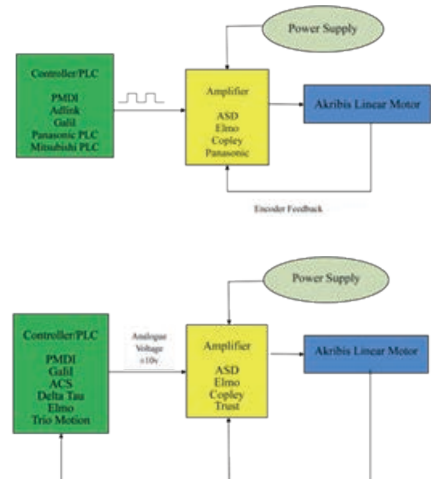 Power Supply
Controller/PLC
PMDI
Adlink
Galil
Panasonic PLC
Mitsubishi PLC
Amplifier
ASD
Elmo
Copley
Panasonic
Akribis Linear Motor
Encoder Feedback
Power Supply
Controller/PLC
PMDI
Galil
ACS
Delta Tau
Elmo
Trio Motion
Analogue
Voltage
±10v
Amplifier
ASD
Elmo
Copley
Trust
Akribis Linear Motor